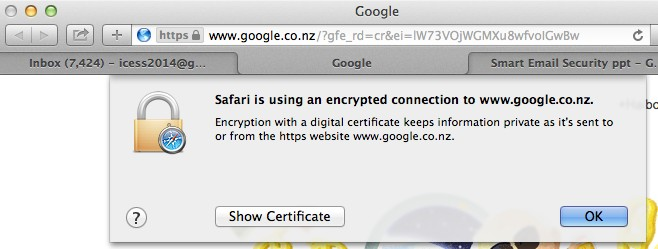 Google
https www.google.co.nz/?gfe_rd=cr&ei=IW73VOjWGMXu8wfvoIGwBw
Inbox (7,424) – icess2014@g... Google Smart Email Security ppt – G.
Safari is using an encrypted connection to www.google.co.nz.
Encryption with a digital certificate keeps information private as it's sent to
or from the https website www.google.co.nz.
? Show Certificate OK